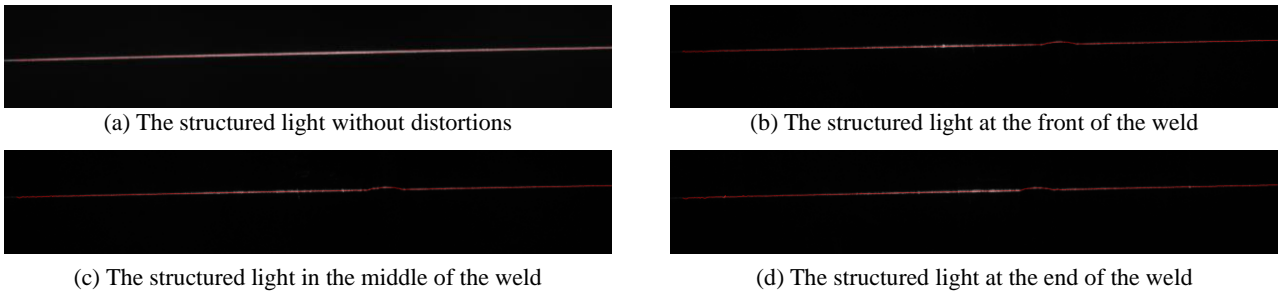 (a) The structured light without distortions
(b) The structured light at the front of the weld
(c) The structured light in the middle of the weld
(d) The structured light at the end of the weld